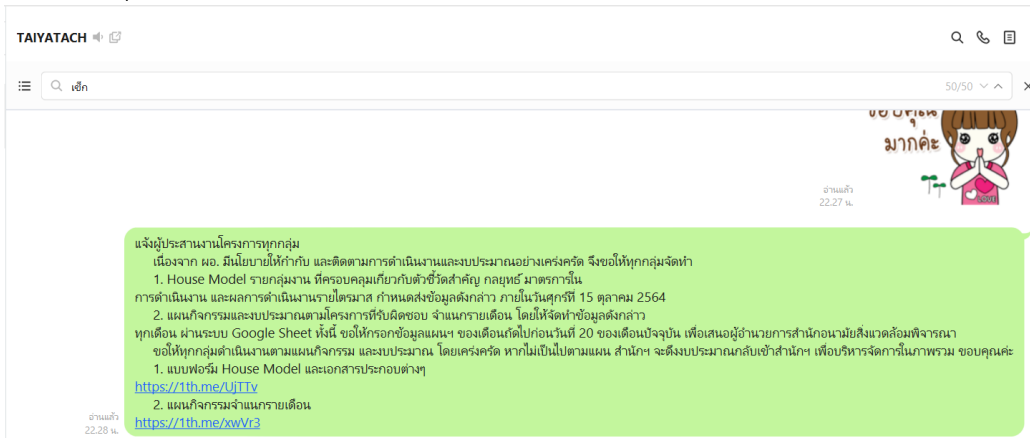 TAIYATACH
เช็ก
50/50
ขอบคุณ
มากค่ะ
LOVE
อ่านแล้ว
22.27 น.
แจ้งผู้ประสานงานโครงการทุกกลุ่ม
เนื่องจาก ผอ. มีนโยบายให้กำกับ และติดตามการดำเนินงานและงบประมาณอย่างเคร่งครัด จึงขอให้ทุกกลุ่มจัดทำ
1. House Model รายกลุ่มงาน ที่ครอบคลุมเกี่ยวกับตัวชี้วัดสำคัญ กลยุทธ์ มาตรการใน
การดำเนินงาน และผลการดำเนินงานรายไตรมาส กำหนดส่งข้อมูลดังกล่าว ภายในวันศุกร์ที่ 15 ตุลาคม 2564
2. แผนกิจกรรมและงบประมาณตามโครงการที่รับผิดชอบ จำแนกรายเดือน โดยให้จัดทำข้อมูลดังกล่าว
ทุกเดือน ผ่านระบบ Google Sheet ทั้งนี้ ขอให้กรอกข้อมูลแผนฯ ของเดือนถัดไปก่อนวันที่ 20 ของเดือนปัจจุบัน เพื่อเสนอผู้อำนวยการสำนักอนามัยสิ่งแวดล้อมพิจารณา
ขอให้ทุกกลุ่มดำเนินงานตามแผนกิจกรรม และงบประมาณ โดยเคร่งครัด หากไม่เป็นไปตามแผน สำนักฯ จะดึงงบประมาณกลับเข้าสำนักฯ เพื่อบริหารจัดการในภาพรวม ขอบคุณค่ะ
1. แบบฟอร์ม House Model และเอกสารประกอบต่างๆ
https://1th.me/UjTTv
2. แผนกิจกรรมจำแนกรายเดือน
https://1th.me/xwVr3
อ่านแล้ว
22.28 น.